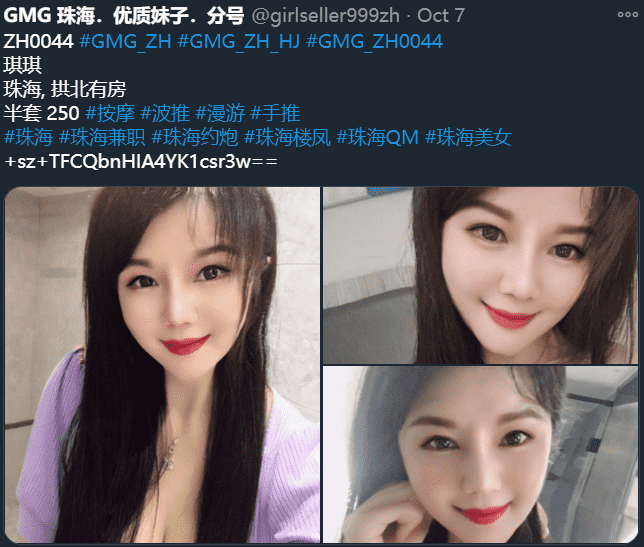 GMG 珠海．优质妹子．分号 @girlseller999zh · Oct 7
ZH0044 #GMG_ZH #GMG_ZH_HJ #GMG_ZH0044
琪琪
珠海, 拱北有房
半套 250 #按摩 #波推 #漫游 #手推
#珠海 #珠海兼职 #珠海约炮 #珠海楼凤 #珠海QM #珠海美女
+sz+TFCQbnHIA4YK1csr3w==